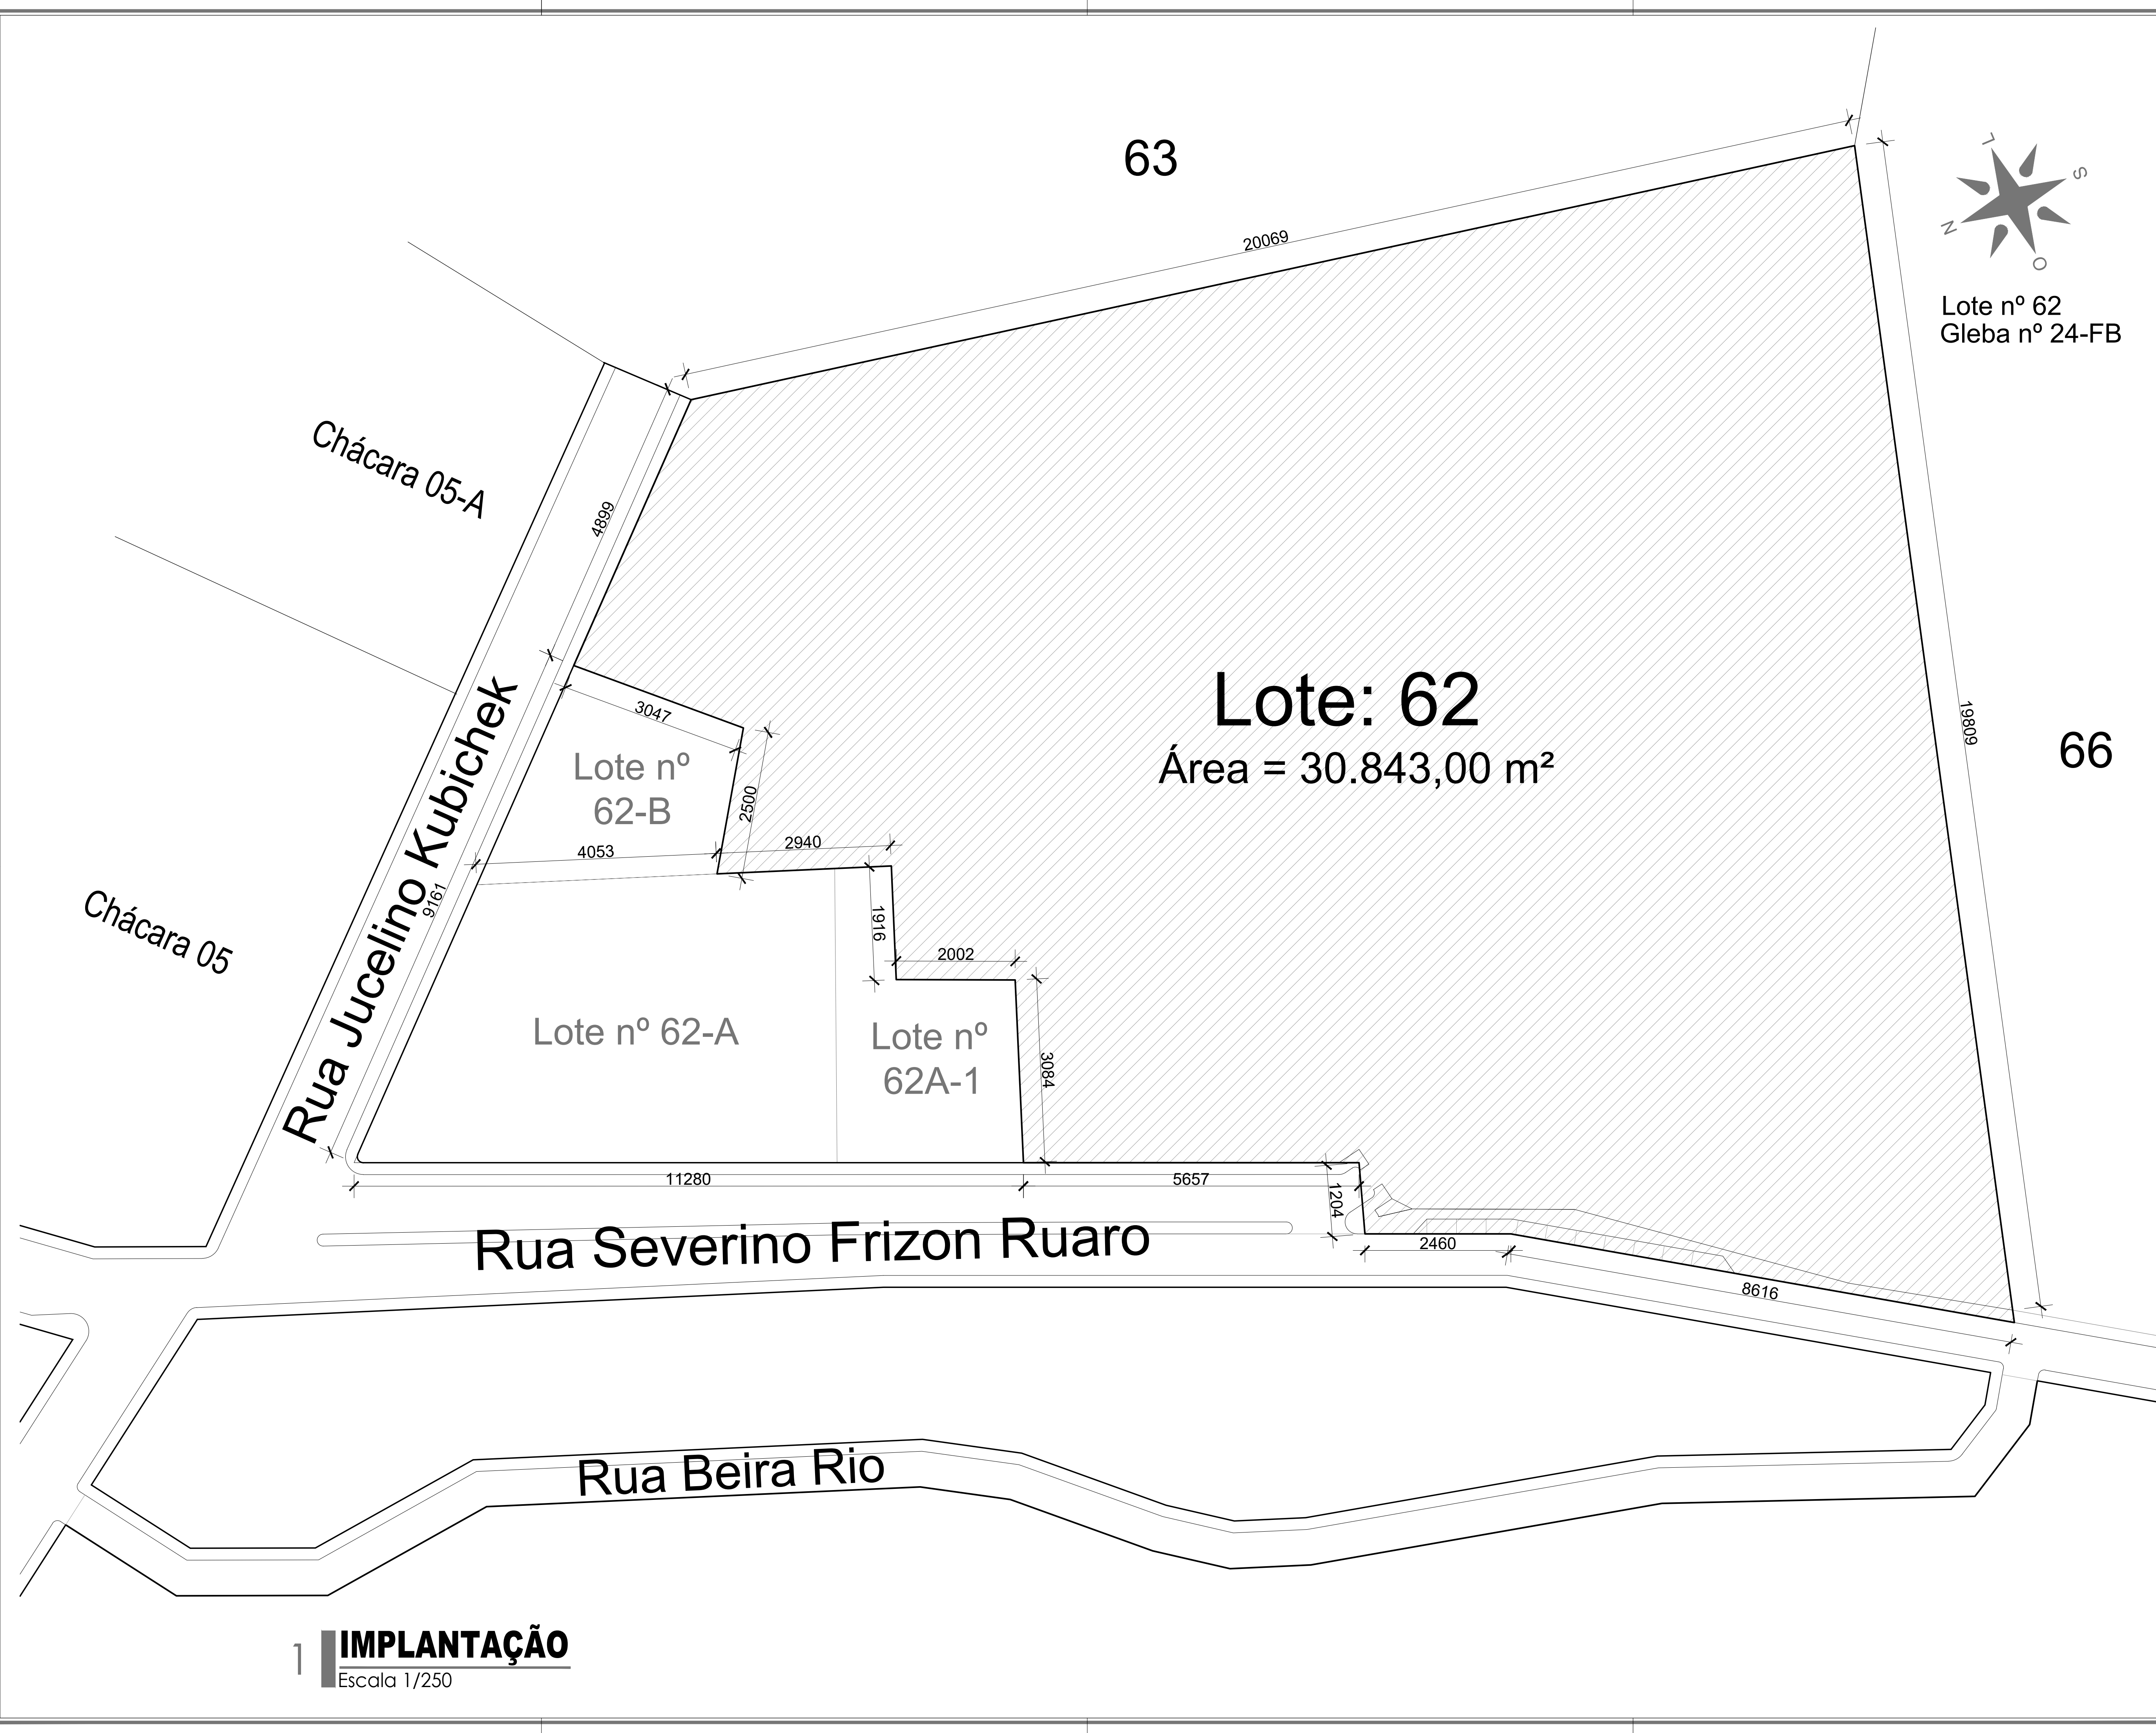 63
20069
L
S
N
O
Lote nº 62
Gleba nº 24-FB
Chácara 05-A
4899
Lote: 62
Área = 30.843,00 m²
19809
66
3047
Lote nº
62-B
2500
4053
2940
Rua Jucelino Kubichek
9161
Chácara 05
1916
2002
Lote nº 62-A
Lote nº
62A-1
3084
11280
5657
1204
Rua Severino Frizon Ruaro
2460
8616
Rua Beira Rio
1
IMPLANTAÇÃO
Escala 1/250